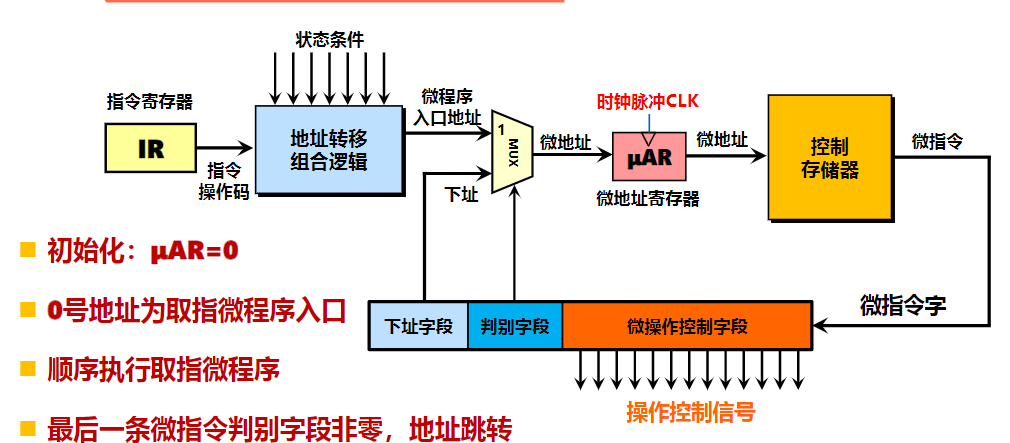 状态条件
指令寄存器
IR
指令
操作码
地址转移
组合逻辑
微程序
入口地址
1
MUX
下址
微地址
时钟脉冲CLK
μAR
微地址寄存器
微地址
控制
存储器
微指令
初始化：μAR=0
0号地址为取指微程序入口
顺序执行取指微程序
最后一条微指令判别字段非零，地址跳转
微指令字
下址字段
判别字段
微操作控制字段
操作控制信号